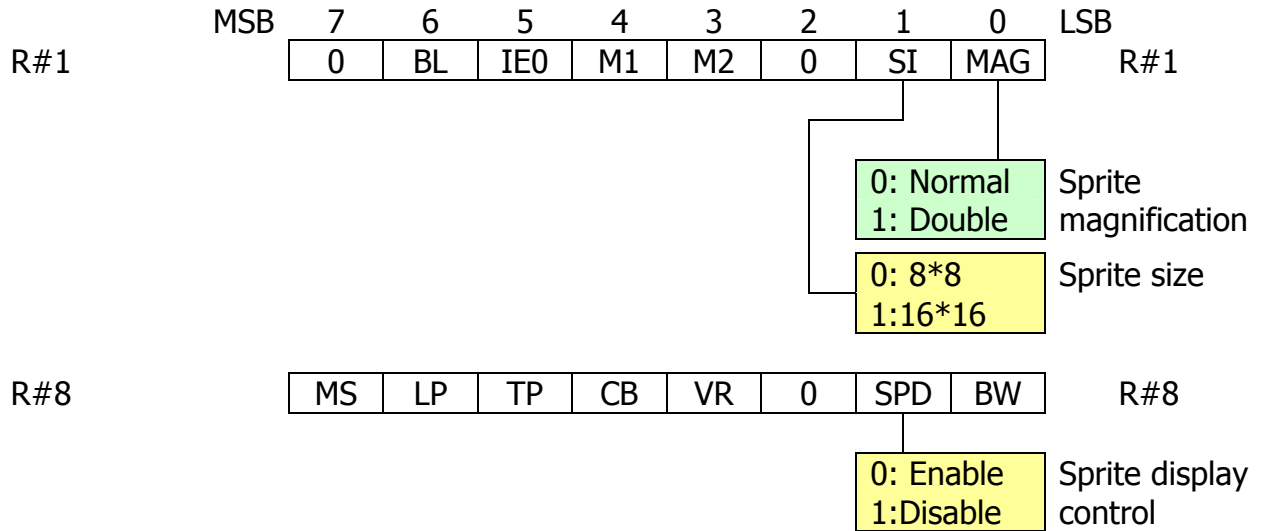 MSB 7 6 5 4 3 2 1 0 LSB
R#1 0 BL IE0 M1 M2 0 SI MAG R#1
0: Normal Sprite
1: Double magnification
0: 8*8 Sprite size
1:16*16
R#8 MS LP TP CB VR 0 SPD BW R#8
0: Enable Sprite display
1:Disable control